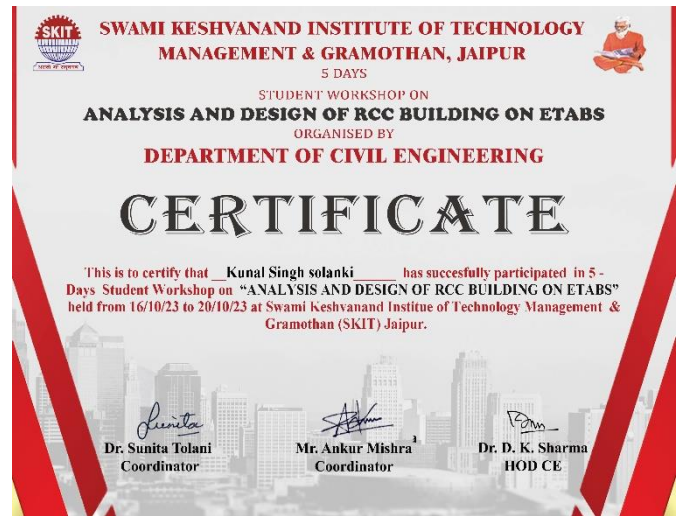 SKIT
SWAMI KESHVANAND INSTITUTE OF TECHNOLOGY
MANAGEMENT & GRAMOTHAN, JAIPUR
5 DAYS
STUDENT WORKSHOP ON
ANALYSIS AND DESIGN OF RCC BUILDING ON ETABS
ORGANISED BY
DEPARTMENT OF CIVIL ENGINEERING
CERTIFICATE
This is to certify that __Kunal Singh solanki______ has succesfully participated in 5 -
Days Student Workshop on "ANALYSIS AND DESIGN OF RCC BUILDING ON ETABS"
held from 16/10/23 to 20/10/23 at Swami Keshvanand Institue of Technology Management &
Gramothan (SKIT) Jaipur.
Sunita
Dr. Sunita Tolani
Coordinator
Mr. Ankur Mishra
Coordinator
Dr. D. K. Sharma
HOD CE